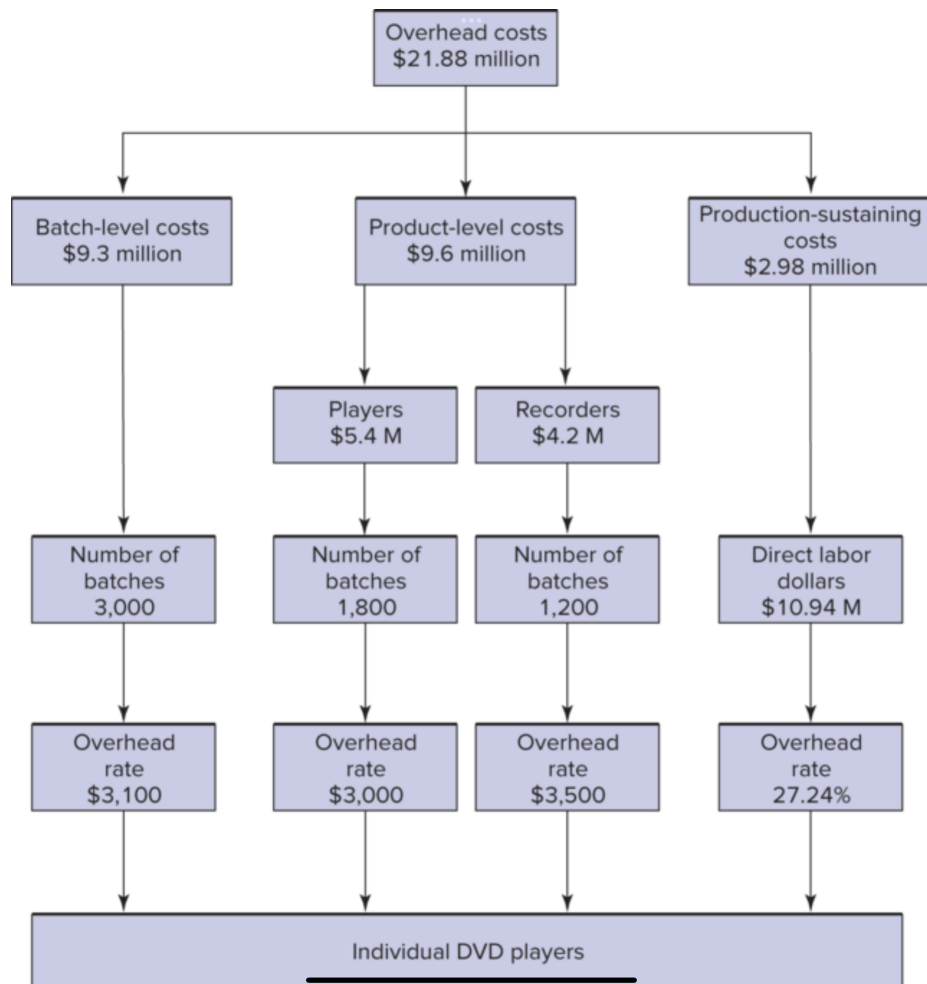 Overhead costs
$21.88 million
Batch-level costs
$9.3 million
Product-level costs
$9.6 million
Production-sustaining
costs
$2.98 million
Players
$5.4 M
Recorders
$4.2 M
Number of
batches
3,000
Number of
batches
1,800
Number of
batches
1,200
Direct labor
dollars
$10.94 M
Overhead
rate
$3,100
Overhead
rate
$3,000
Overhead
rate
$3,500
Overhead
rate
27.24%
Individual DVD players